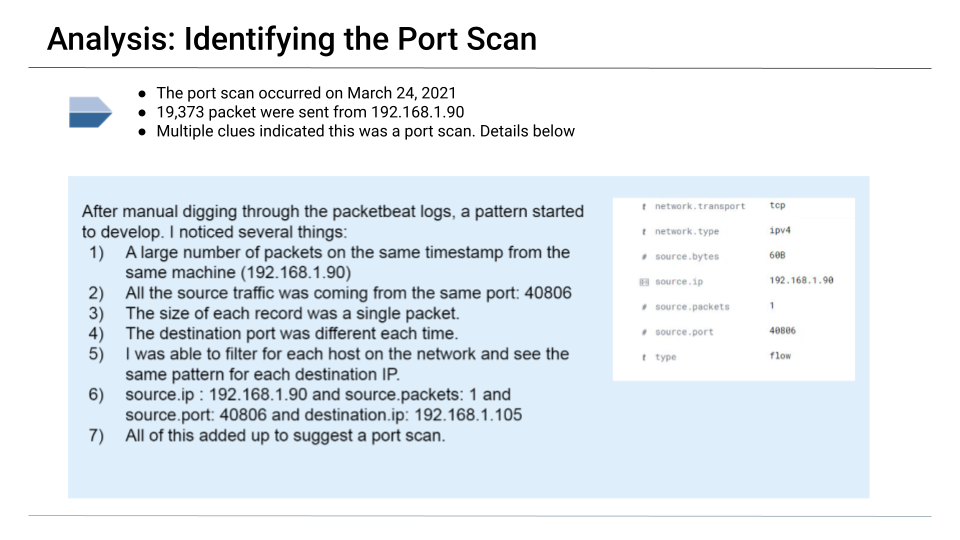 Analysis: Identifying the Port Scan
● The port scan occurred on March 24, 2021
● 19,373 packet were sent from 192.168.1.90
● Multiple clues indicated this was a port scan. Details below
After manual digging through the packetbeat logs, a pattern started
to develop. I noticed several things:
1) A large number of packets on the same timestamp from the
same machine (192.168.1.90)
2) All the source traffic was coming from the same port: 40806
3) The size of each record was a single packet.
4) The destination port was different each time.
5) I was able to filter for each host on the network and see the
same pattern for each destination IP.
6) source.ip : 192.168.1.90 and source.packets: 1 and
source.port: 40806 and destination.ip: 192.168.1.105
7) All of this added up to suggest a port scan.
t network.transport tcp
t network.type ipv4
# source.bytes 60B
source.ip 192.168.1.90
# source.packets 1
# source.port 40806
t type flow